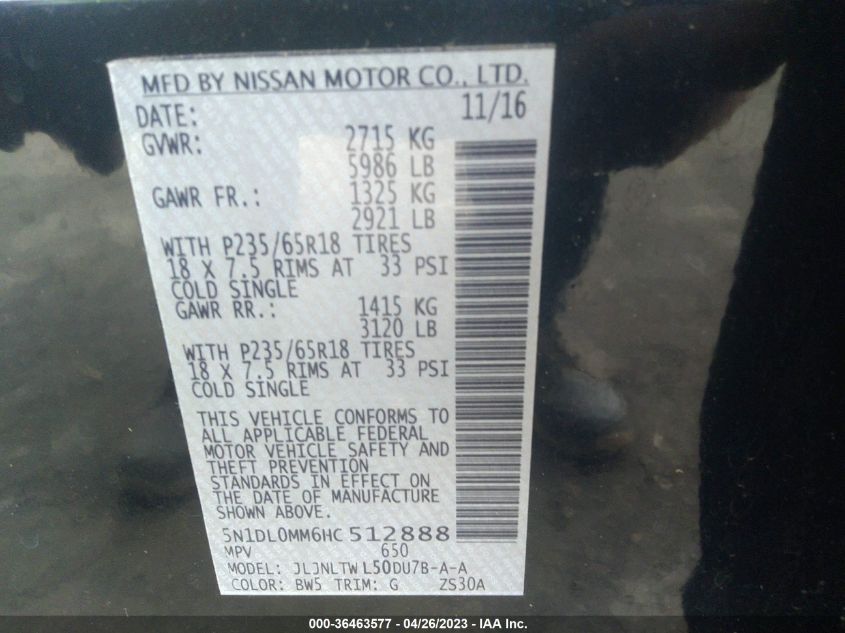 MFD BY NISSAN MOTOR CO., LTD.
DATE: 11/16
GVWR: 2715 KG
5986 LB
GAWR FR.: 1325 KG
2921 LB
WITH P235/65R18 TIRES
18 X 7.5 RIMS AT 33 PSI
COLD SINGLE
GAWR RR.: 1415 KG
3120 LB
WITH P235/65R18 TIRES
18 X 7.5 RIMS AT 33 PSI
COLD SINGLE
THIS VEHICLE CONFORMS TO
ALL APPLICABLE FEDERAL
MOTOR VEHICLE SAFETY AND
THEFT PREVENTION
STANDARDS IN EFFECT ON
THE DATE OF MANUFACTURE
SHOWN ABOVE.
5N1DL0MM6HC512888
MPV 650
MODEL: JLJNLTWL50DU7B-A-A
COLOR: BW5 TRIM: G ZS30A
000-36463577 - 04/26/2023 - IAA Inc.